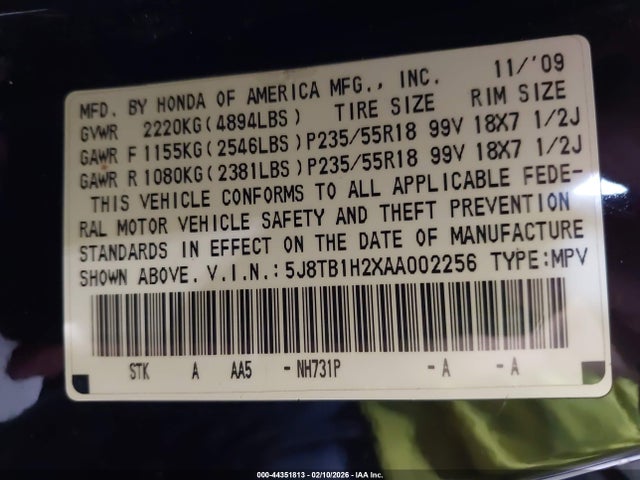 MFD. BY HONDA OF AMERICA MFG., INC. 11/'09
GVWR 2220KG(4894LBS) TIRE SIZE RIM SIZE
GAWR F 1155KG(2546LBS) P235/55R18 99V 18X7 1/2J
GAWR R 1080KG(2381LBS) P235/55R18 99V 18X7 1/2J
THIS VEHICLE CONFORMS TO ALL APPLICABLE FEDE-
RAL MOTOR VEHICLE SAFETY AND THEFT PREVENTION
STANDARDS IN EFFECT ON THE DATE OF MANUFACTURE
SHOWN ABOVE. V.I.N.: 5J8TB1H2XAA002256 TYPE:MPV
STK A AA5 -NH731P -A -A
000-44351813 - 02/10/2026 - IAA Inc.